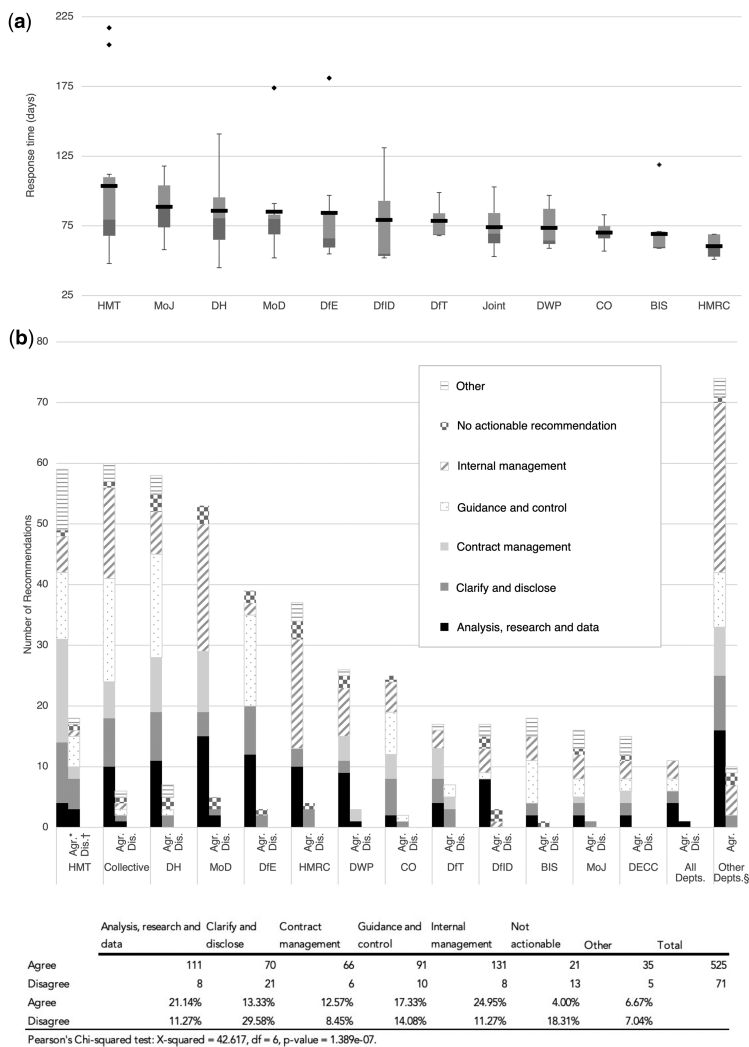 (a)
225
175
125
75
25
Response time (days)
HMT MoJ DH MoD DfE DfID DfT Joint DWP CO BIS HMRC
(b)
80
70
60
50
40
30
20
10
0
Number of Recommendations
Other
No actionable recommendation
Internal management
Guidance and control
Contract management
Clarify and disclose
Analysis, research and data
Agr.* Dis.† Agr. Dis. Agr. Dis. Agr. Dis. Agr. Dis. Agr. Dis. Agr. Dis. Agr. Dis. Agr. Dis. Agr. Dis. Agr. Dis. Agr. Dis. Agr. Dis. Agr. Dis. Agr.
HMT Collective DH MoD DfE HMRC DWP CO DfT DfID BIS MoJ DECC All Other
Depts. Depts.§
Analysis, research and Clarify and Contract Guidance and Internal Not
data disclose management control management actionable Other Total
Agree 111 70 66 91 131 21 35 525
Disagree 8 21 6 10 8 13 5 71
Agree 21.14% 13.33% 12.57% 17.33% 24.95% 4.00% 6.67%
Disagree 11.27% 29.58% 8.45% 14.08% 11.27% 18.31% 7.04%
Pearson's Chi-squared test: X-squared = 42.617, df = 6, p-value = 1.389e-07.